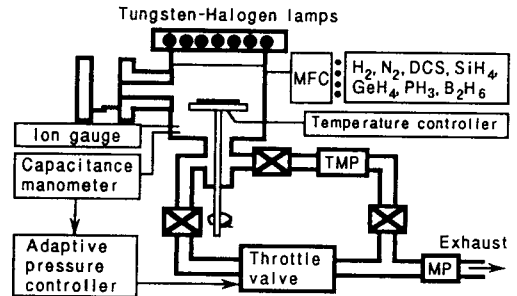 Tungsten-Halogen lamps
MFC
H2, N2, DCS, SiH4,
GeH4, PH3, B2H6
Ion gauge
Temperature controller
Capacitance
manometer
TMP
Adaptive
pressure
controller
Throttle
valve
Exhaust
MP